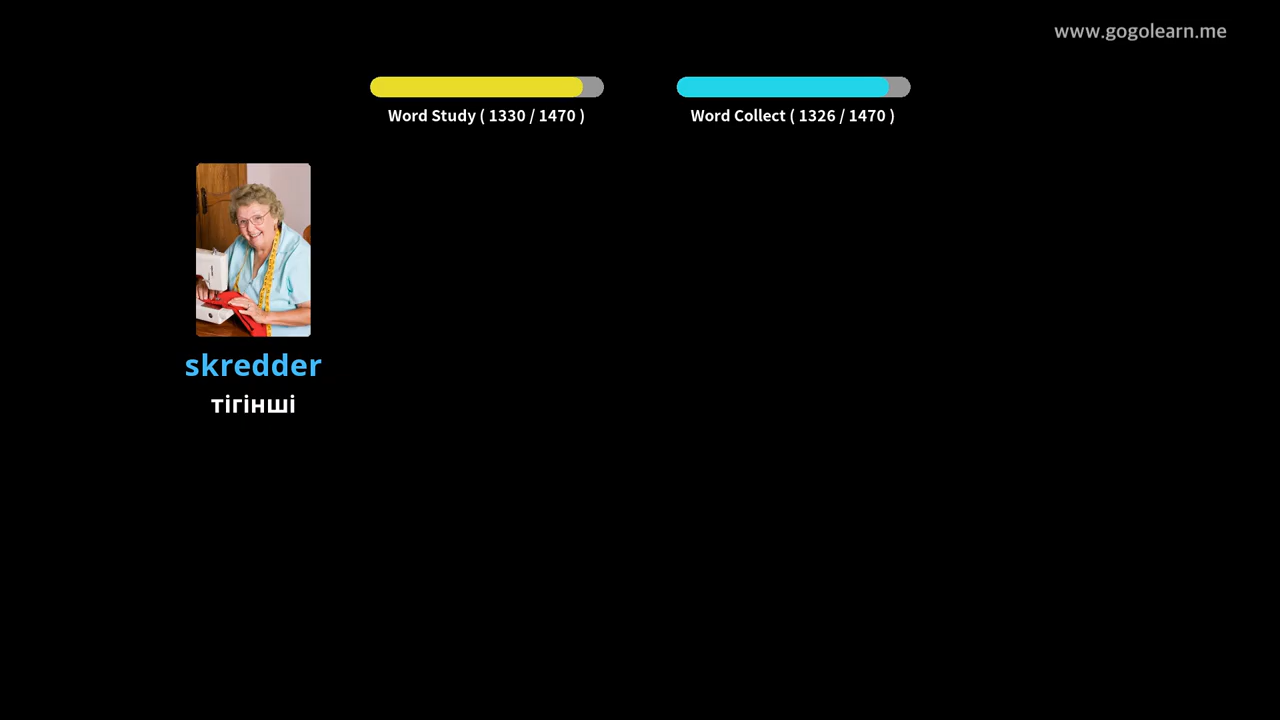 www.gogolearn.me
Word Study ( 1330 / 1470 )
Word Collect ( 1326 / 1470 )
skredder
тігінші